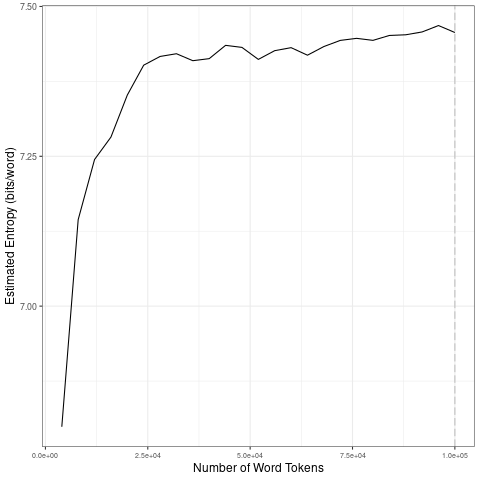 7.50
7.25
7.00
Estimated Entropy (bits/word)
0.0e+00 2.5e+04 5.0e+04 7.5e+04 1.0e+05
Number of Word Tokens